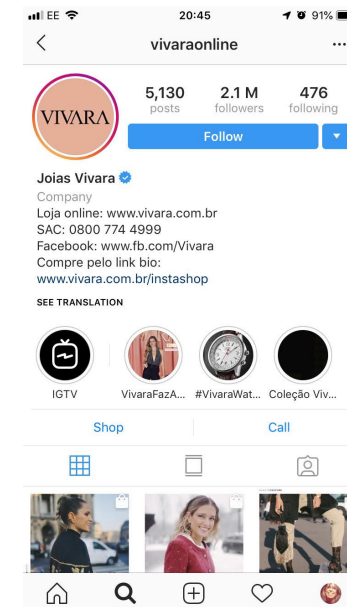 EE 20:45 91%
vivaraonline
VIVARA
5,130 2.1 M 476
posts followers following
Follow
Joias Vivara
Company
Loja online: www.vivara.com.br
SAC: 0800 774 4999
Facebook: www.fb.com/Vivara
Compre pelo link bio:
www.vivara.com.br/instashop
SEE TRANSLATION
IGTV VivaraFazA... #VivaraWat... Coleção Viv...
Shop Call